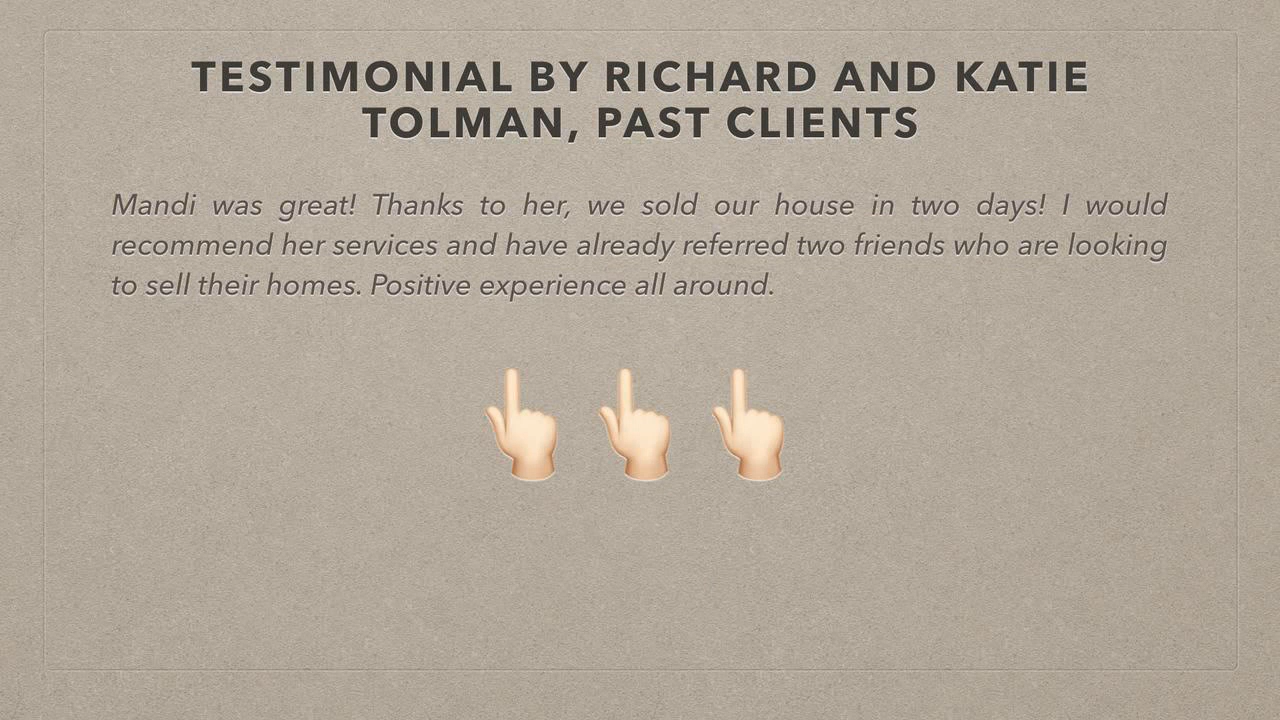 TESTIMONIAL BY RICHARD AND KATIE
TOLMAN, PAST CLIENTS
Mandi was great! Thanks to her, we sold our house in two days! I would
recommend her services and have already referred two friends who are looking
to sell their homes. Positive experience all around.